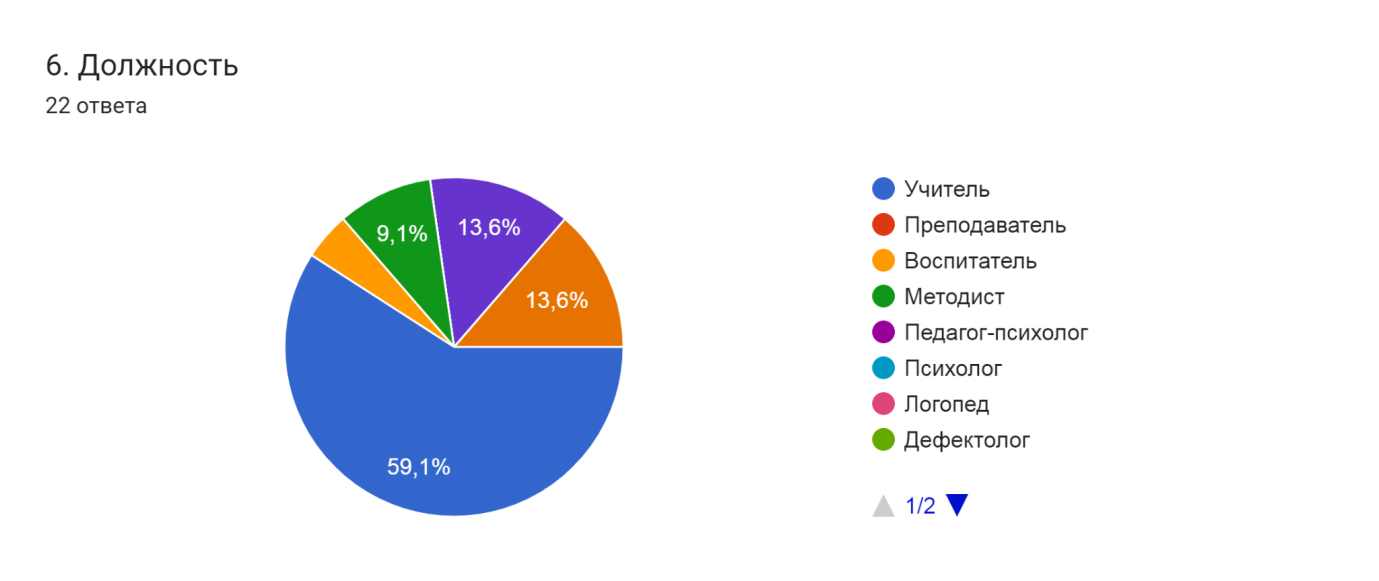 6. Должность
22 ответа
9,1%
13,6%
13,6%
59,1%
Учитель
Преподаватель
Воспитатель
Методист
Педагог-психолог
Психолог
Логопед
Дефектолог
1/2